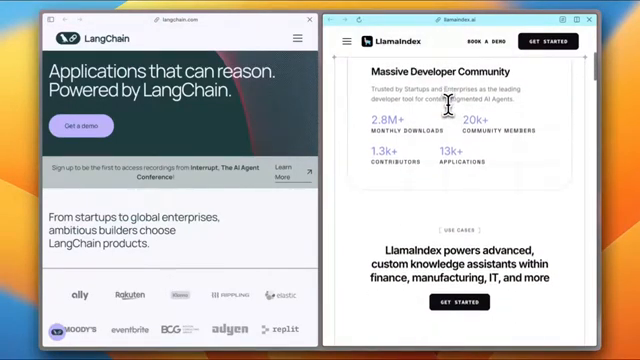 langchain.com
LangChain
Applications that can reason.
Powered by LangChain.
Get a demo
Sign up to be the first to access recordings from Interrupt, The AI Agent
Conference!
Learn
More
From startups to global enterprises,
ambitious builders choose
LangChain products.
ally
Rakuten
Klarna
RIPPLING
elastic
MOODY'S
eventbrite
BCG
adyen
replit
llamaindex.ai
LlamaIndex
BOOK A DEMO
GET STARTED
Massive Developer Community
Trusted by Startups and Enterprises as the leading
developer tool for augmented AI Agents.
2.8M+
MONTHLY DOWNLOADS
20k+
COMMUNITY MEMBERS
1.3k+
CONTRIBUTORS
13k+
APPLICATIONS
[ USE CASES ]
LlamaIndex powers advanced,
custom knowledge assistants within
finance, manufacturing, IT, and more
GET STARTED